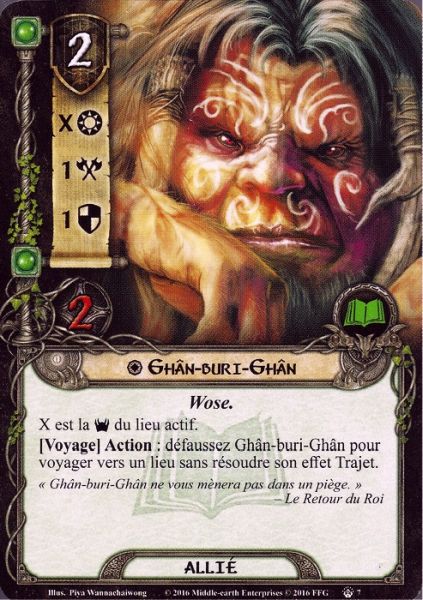 2
X
1
1
2
Ghân-buri-Ghân
Wose.
X est la du lieu actif.
[Voyage] Action : défaussez Ghân-buri-Ghân pour
voyager vers un lieu sans résoudre son effet Trajet.
« Ghân-buri-Ghân ne vous mènera pas dans un piège. »
– Le Retour du Roi
ALLIÉ
Illus. Piya Wannachaiwong © 2016 Middle-earth Enterprises © 2016 FFG 7